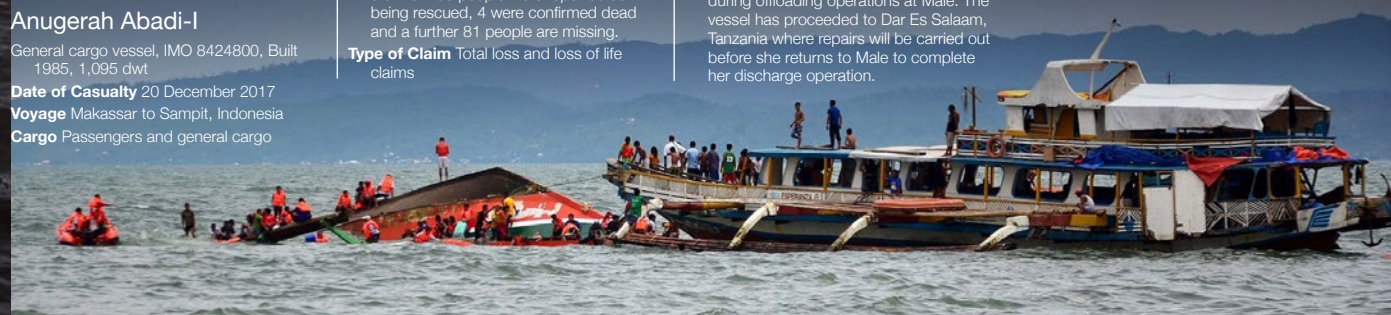 Anugerah Abadi-I
General cargo vessel, IMO 8424800, Built
1985, 1,095 dwt
Date of Casualty 20 December 2017
Voyage Makassar to Sampit, Indonesia
Cargo Passengers and general cargo
being rescued, 4 were confirmed dead
and a further 81 people are missing.
Type of Claim Total loss and loss of life
claims
during offloading operations at Male. The
vessel has proceeded to Dar Es Salaam,
Tanzania where repairs will be carried out
before she returns to Male to complete
her discharge operation.